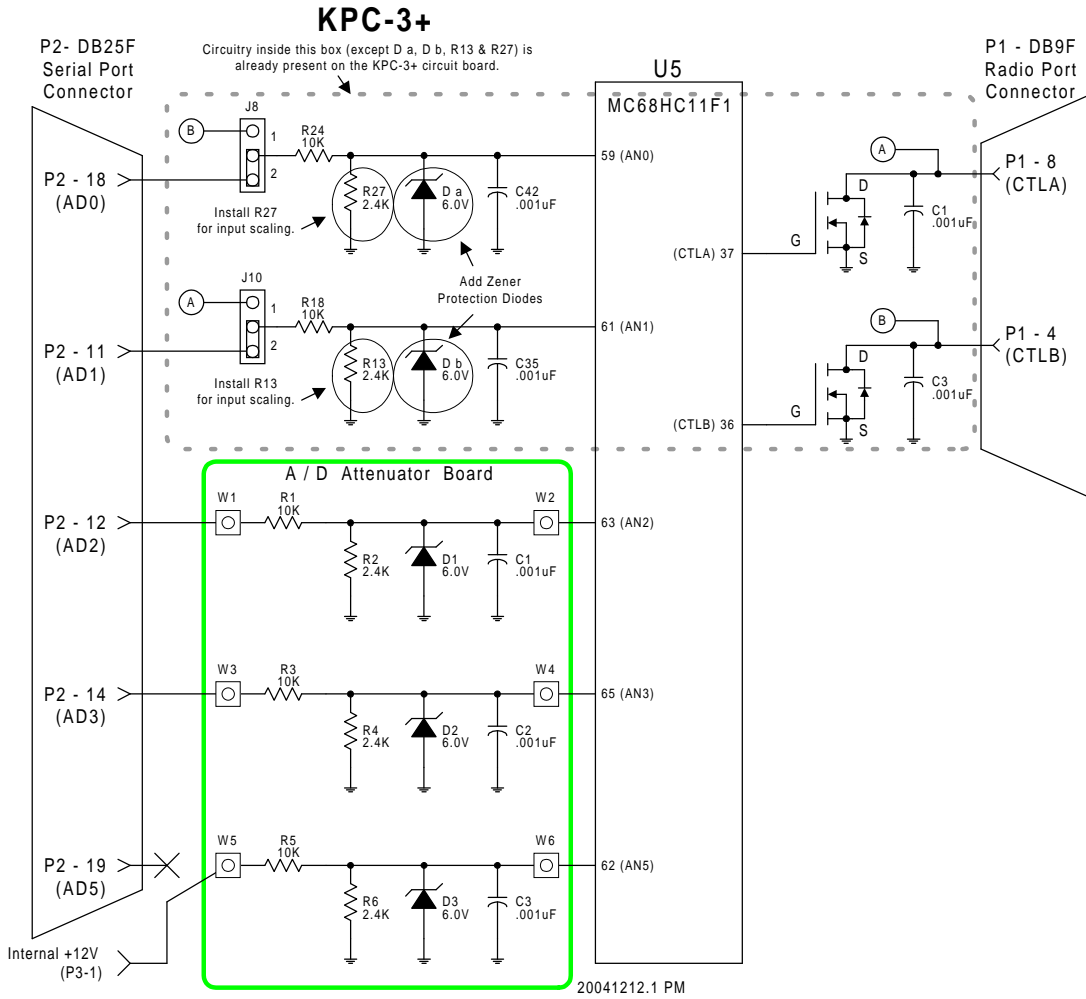 KPC-3+
P2- DB25F
Serial Port
Connector
Circuitry inside this box (except D a, D b, R13 & R27) is
already present on the KPC-3+ circuit board.
U5
MC68HC11F1
P1 - DB9F
Radio Port
Connector
J8
B
1
2
R24
10K
P2 - 18
(AD0)
Install R27
for input scaling.
R27
2.4K
D a
6.0V
C42
.001uF
59 (AN0)
A
P1 - 8
(CTLA)
D
C1
.001uF
(CTLA) 37
G
S
Add Zener
Protection Diodes
J10
A
1
2
R18
10K
P2 - 11
(AD1)
Install R13
for input scaling.
R13
2.4K
D b
6.0V
C35
.001uF
61 (AN1)
B
P1 - 4
(CTLB)
D
C3
.001uF
(CTLB) 36
G
S
A / D Attenuator Board
P2 - 12
(AD2)
W1
R1
10K
R2
2.4K
D1
6.0V
C1
.001uF
W2
63 (AN2)
P2 - 14
(AD3)
W3
R3
10K
R4
2.4K
D2
6.0V
C2
.001uF
W4
65 (AN3)
P2 - 19
(AD5)
W5
R5
10K
R6
2.4K
D3
6.0V
C3
.001uF
W6
62 (AN5)
Internal +12V
(P3-1)
20041212.1 PM